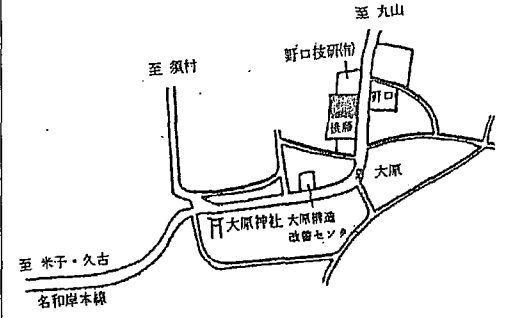 至 丸山
野口技研(有)
至 須村
野口
大原
大原神社
大原構造
改善センタ
至 米子・久古
名和岸本線